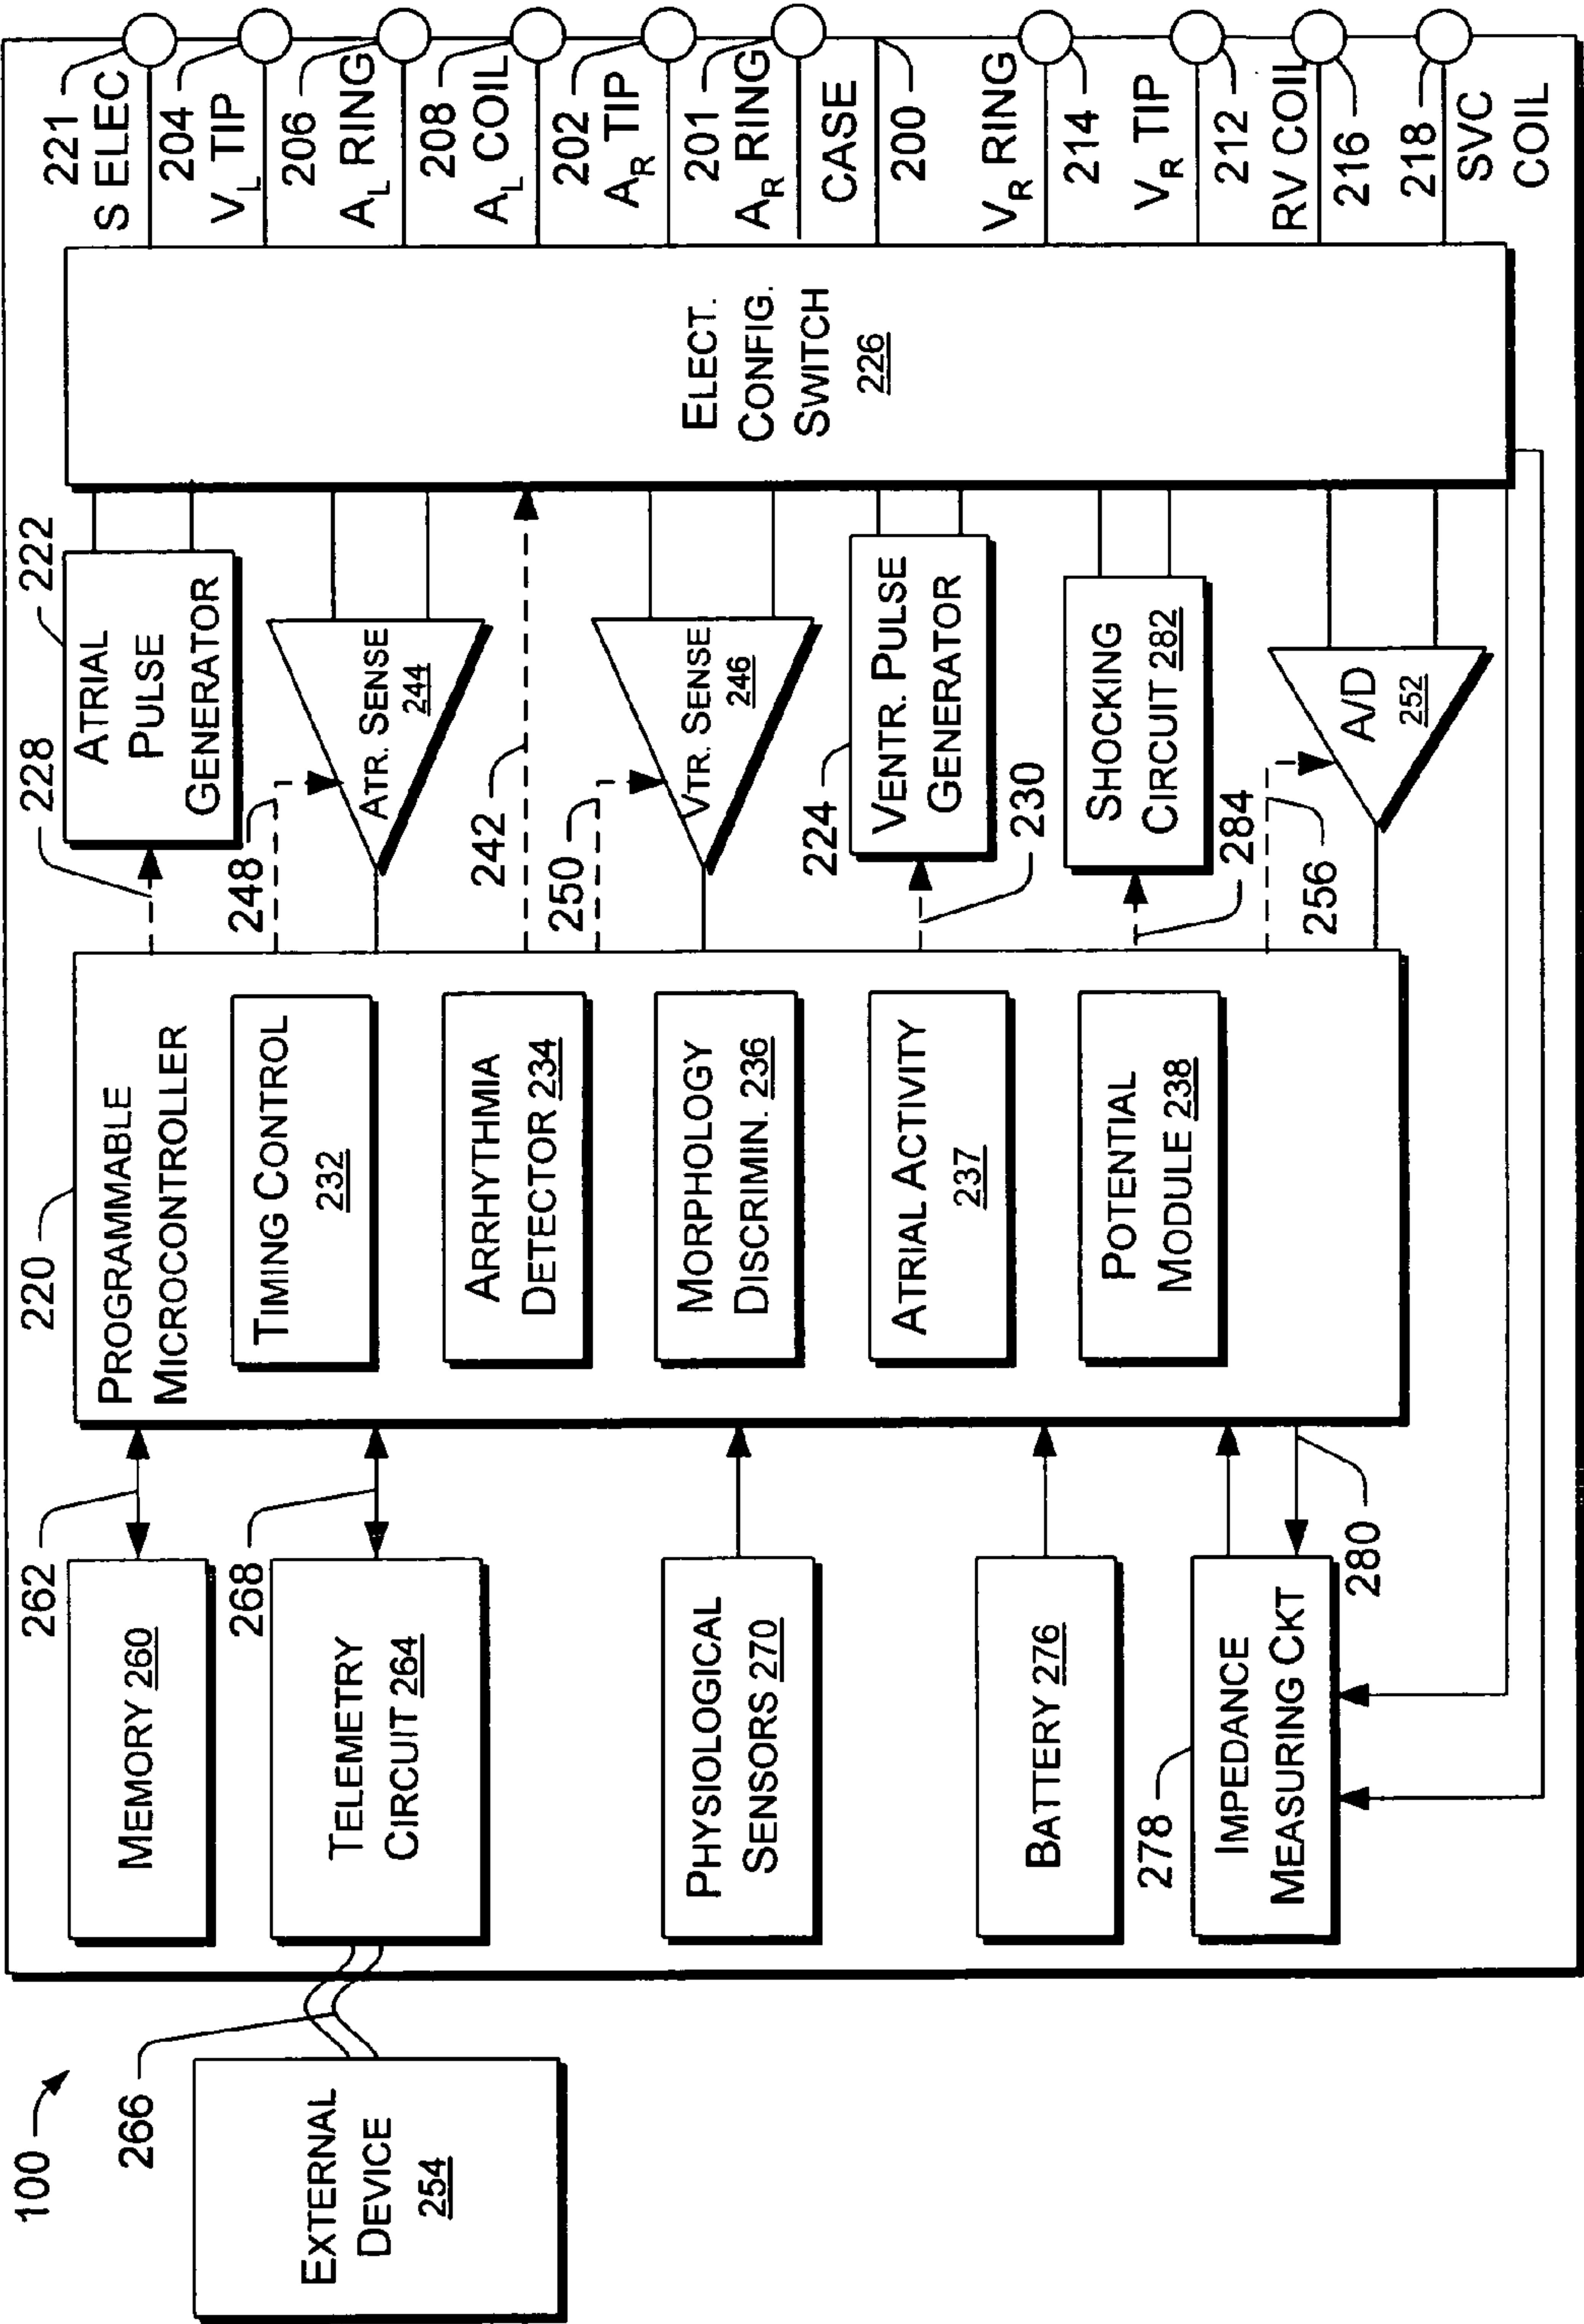 100
221
S ELEC
204
V_L TIP
206
A_L RING
208
A_L COIL
202
A_R TIP
201
A_R RING
CASE
200
V_R RING
214
V_R TIP
212
RV COIL
216
218
SVC
COIL
ELECT.
CONFIG.
SWITCH
226
222
ATRIAL
PULSE
GENERATOR
228
ATR. SENSE
244
248
242
VTR. SENSE
246
250
224
VENTR. PULSE
GENERATOR
230
SHOCKING
CIRCUIT 282
284
A/D
252
256
220
PROGRAMMABLE
MICROCONTROLLER
TIMING CONTROL
232
ARRHYTHMIA
DETECTOR 234
MORPHOLOGY
DISCRIMIN. 236
ATRIAL ACTIVITY
237
POTENTIAL
MODULE 238
262
268
280
MEMORY 260
TELEMETRY
CIRCUIT 264
PHYSIOLOGICAL
SENSORS 270
BATTERY 276
278
IMPEDANCE
MEASURING CKT
266
EXTERNAL
DEVICE
254